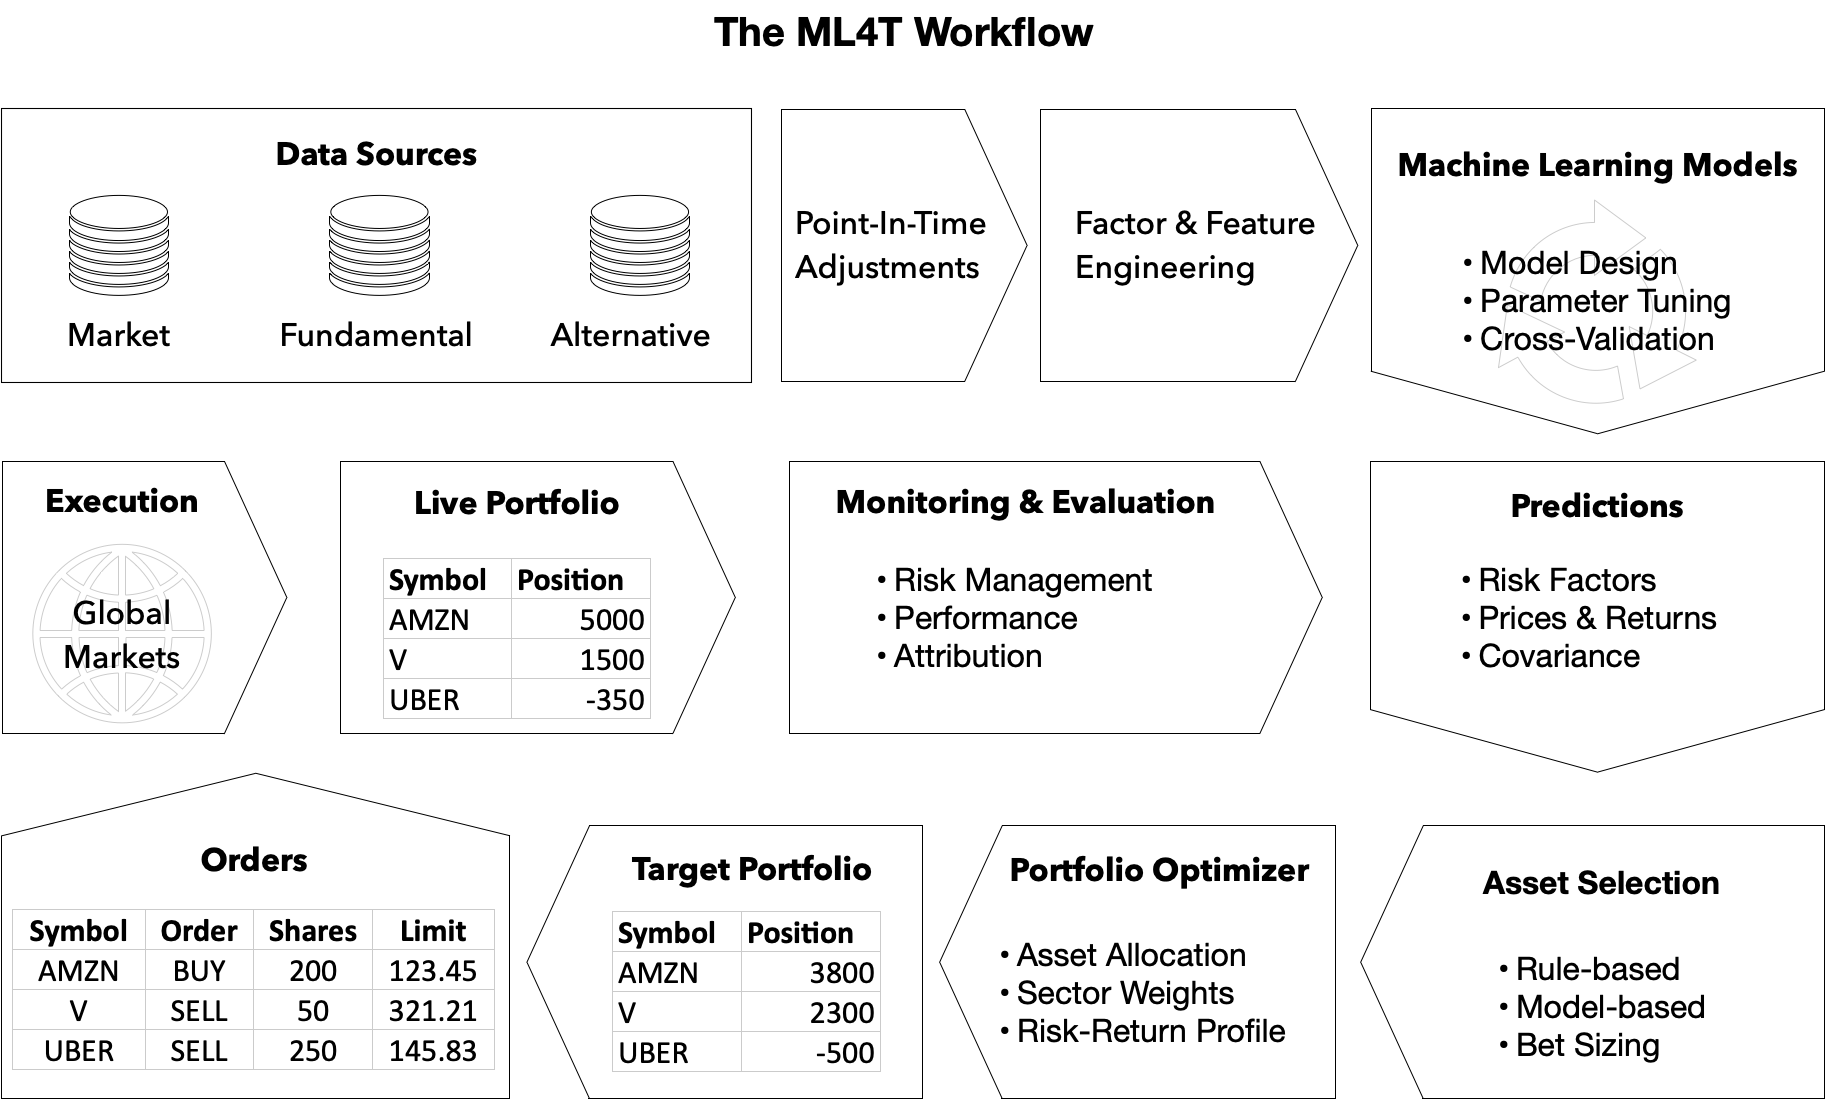 The ML4T Workflow
Data Sources
Market Fundamental Alternative
Point-In-Time
Adjustments
Factor & Feature
Engineering
Machine Learning Models
• Model Design
• Parameter Tuning
• Cross-Validation
Execution
Global
Markets
Live Portfolio
Symbol Position
AMZN 5000
V 1500
UBER -350
Monitoring & Evaluation
• Risk Management
• Performance
• Attribution
Predictions
• Risk Factors
• Prices & Returns
• Covariance
Orders
Symbol Order Shares Limit
AMZN BUY 200 123.45
V SELL 50 321.21
UBER SELL 250 145.83
Target Portfolio
Symbol Position
AMZN 3800
V 2300
UBER -500
Portfolio Optimizer
• Asset Allocation
• Sector Weights
• Risk-Return Profile
Asset Selection
• Rule-based
• Model-based
• Bet Sizing